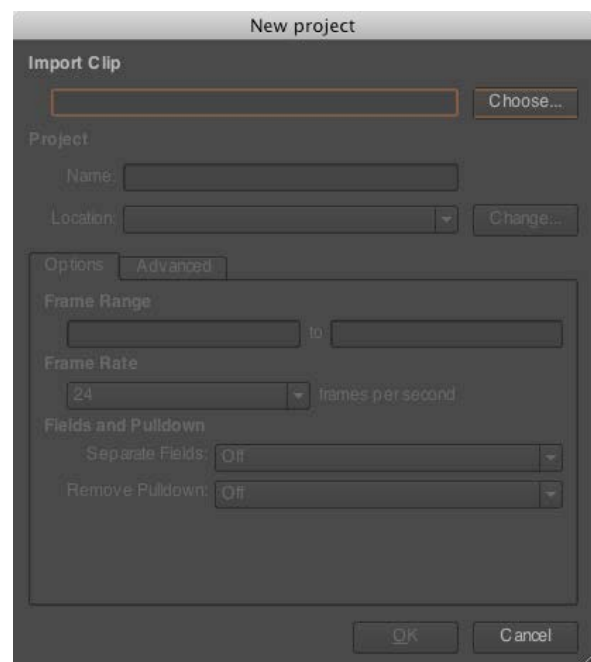 New project
Import Clip
Choose...
Project
Name:
Location:
Change...
Options Advanced
Frame Range
to
Frame Rate
24 frames per second
Fields and Pulldown
Separate Fields: Off
Remove Pulldown: Off
OK Cancel